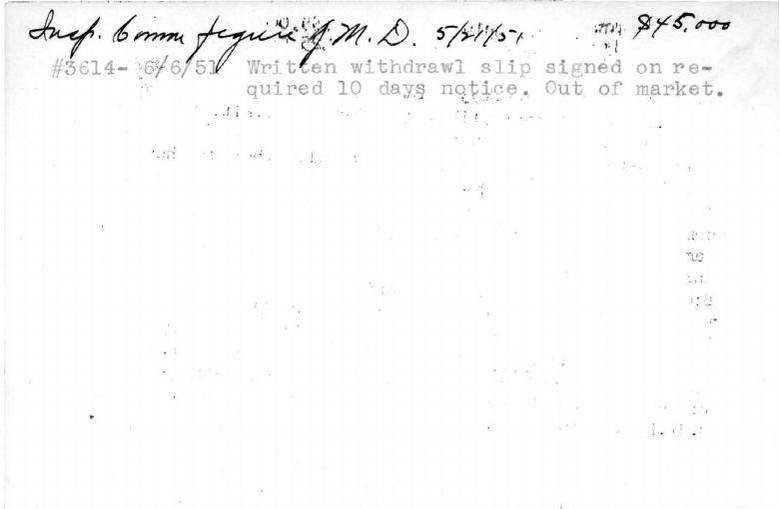 Insp. Comm figure J. M. D. 5/21/51 $45,000
#3614- 6/6/51 Written withdrawl slip signed on re-
quired 10 days notice. Out of market.